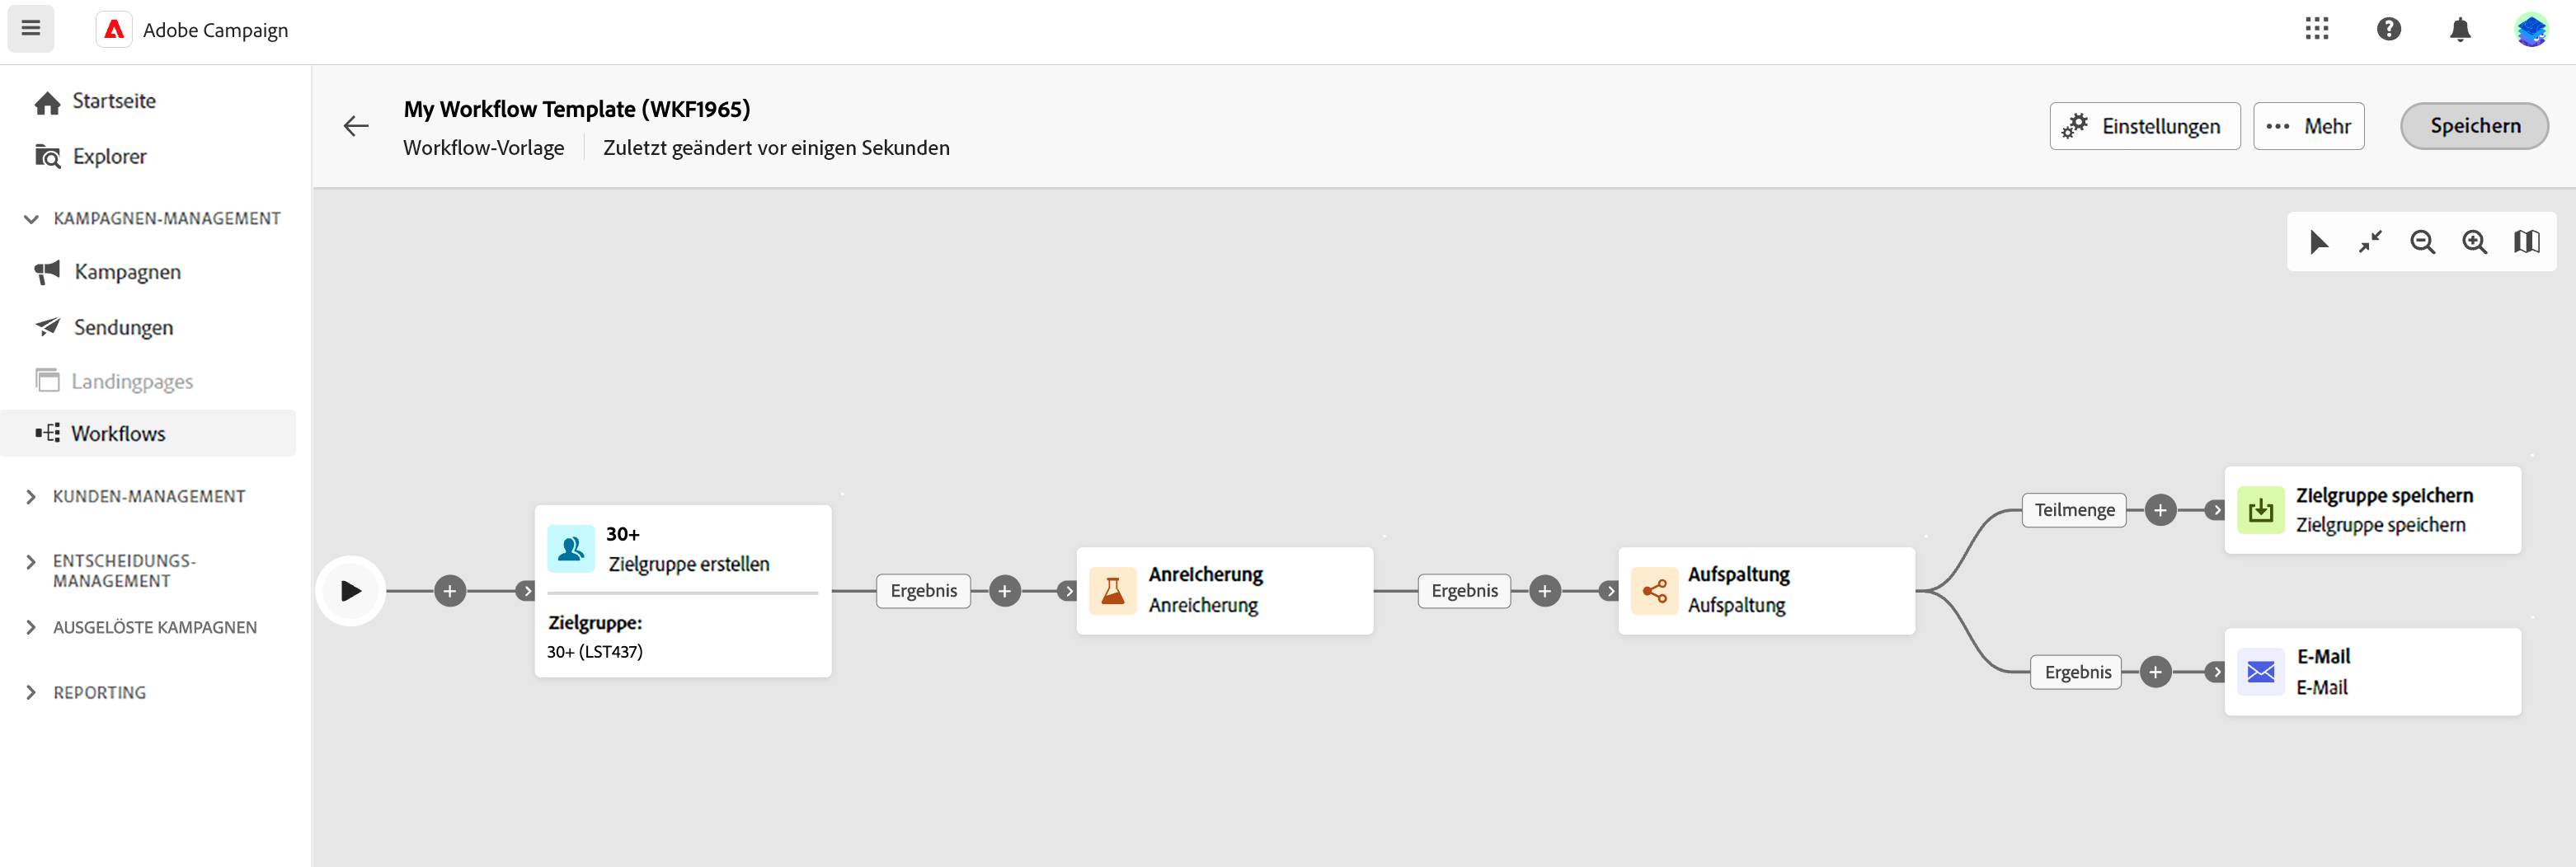 Adobe Campaign
Startseite
Explorer
KAMPAGNEN-MANAGEMENT
Kampagnen
Sendungen
Landingpages
Workflows
KUNDEN-MANAGEMENT
ENTSCHEIDUNGS-
MANAGEMENT
AUSGELÖSTE KAMPAGNEN
REPORTING
My Workflow Template (WKF1965)
Workflow-Vorlage
Zuletzt geändert vor einigen Sekunden
Einstellungen
Mehr
Speichern
30+
Zielgruppe erstellen
Zielgruppe:
30+ (LST437)
Ergebnis
Anreicherung
Anreicherung
Ergebnis
Aufspaltung
Aufspaltung
Teilmenge
Zielgruppe speichern
Zielgruppe speichern
Ergebnis
E-Mail
E-Mail